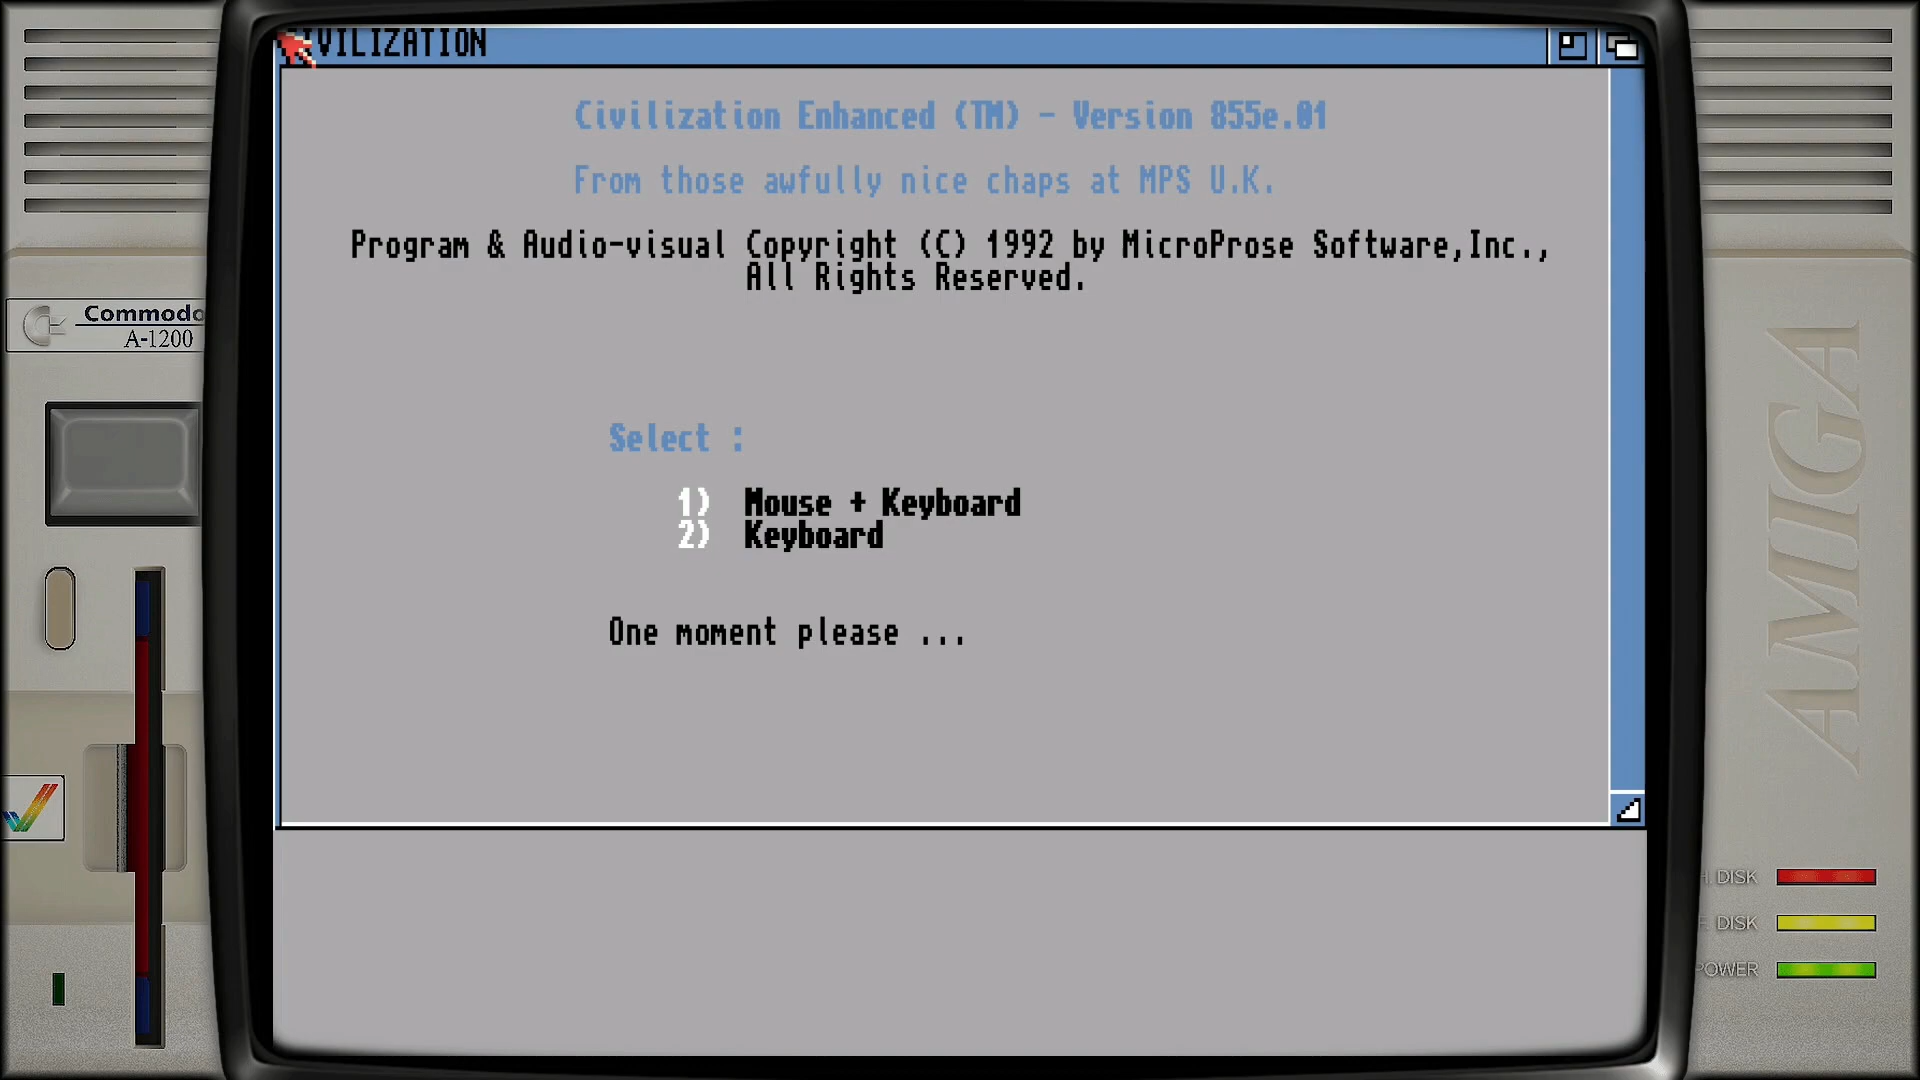 CIVILIZATION
Civilization Enhanced (TM) - Version 855e.01
From those awfully nice chaps at MPS U.K.
Program & Audio-visual Copyright (C) 1992 by MicroProse Software,Inc.,
All Rights Reserved.
Commodo
A-1200
Select :
1) Mouse + Keyboard
2) Keyboard
One moment please ...
AMIGA
H. DISK
F. DISK
POWER